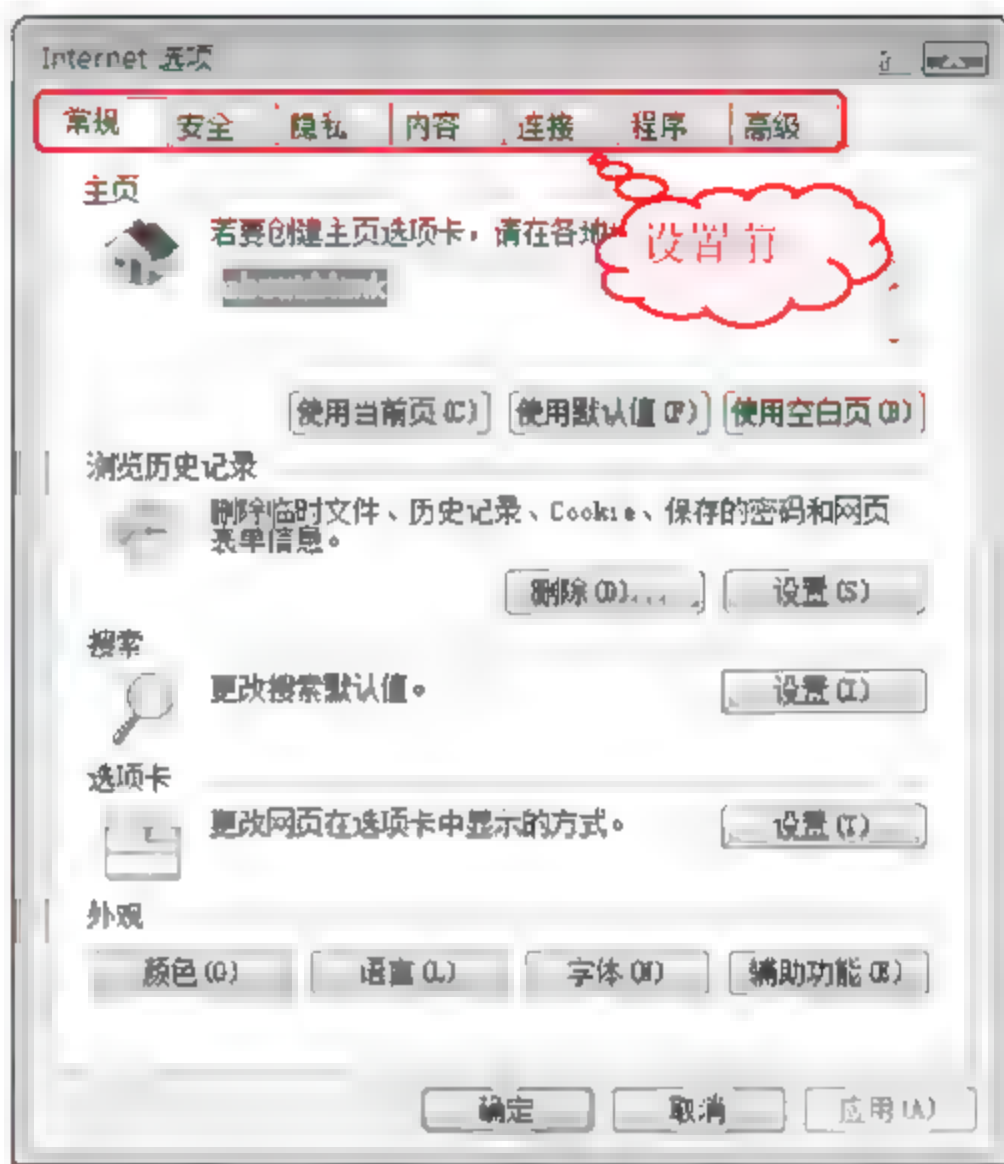 Internet 选项
常规 安全 隐私 内容 连接 程序 高级
主页
若要创建主页选项卡，请在各地
设置
使用当前页(C) 使用默认值(F) 使用空白页(B)
浏览历史记录
删除临时文件、历史记录、Cookie、保存的密码和网页
表单信息。
删除(D)... 设置(S)
搜索
更改搜索默认值。 设置(I)
选项卡
更改网页在选项卡中显示的方式。 设置(T)
外观
颜色(O) 语言(L) 字体(N) 辅助功能(E)
确定 取消 应用(A)